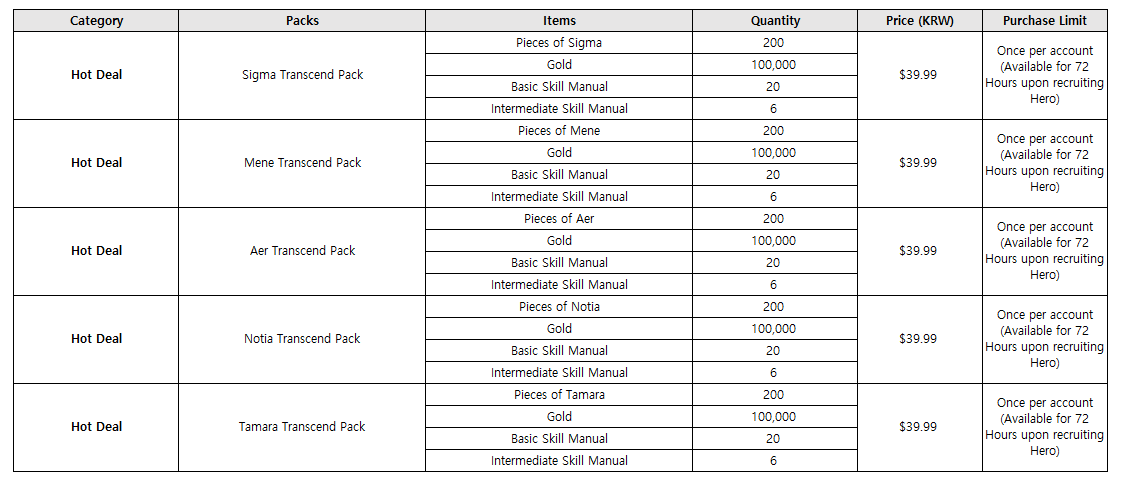 Category Packs Items Quantity Price (KRW) Purchase Limit
Hot Deal Sigma Transcend Pack Pieces of Sigma 200 $39.99 Once per account
(Available for 72
Hours upon recruiting
Hero)
Gold 100,000
Basic Skill Manual 20
Intermediate Skill Manual 6
Hot Deal Mene Transcend Pack Pieces of Mene 200 $39.99 Once per account
(Available for 72
Hours upon recruiting
Hero)
Gold 100,000
Basic Skill Manual 20
Intermediate Skill Manual 6
Hot Deal Aer Transcend Pack Pieces of Aer 200 $39.99 Once per account
(Available for 72
Hours upon recruiting
Hero)
Gold 100,000
Basic Skill Manual 20
Intermediate Skill Manual 6
Hot Deal Notia Transcend Pack Pieces of Notia 200 $39.99 Once per account
(Available for 72
Hours upon recruiting
Hero)
Gold 100,000
Basic Skill Manual 20
Intermediate Skill Manual 6
Hot Deal Tamara Transcend Pack Pieces of Tamara 200 $39.99 Once per account
(Available for 72
Hours upon recruiting
Hero)
Gold 100,000
Basic Skill Manual 20
Intermediate Skill Manual 6